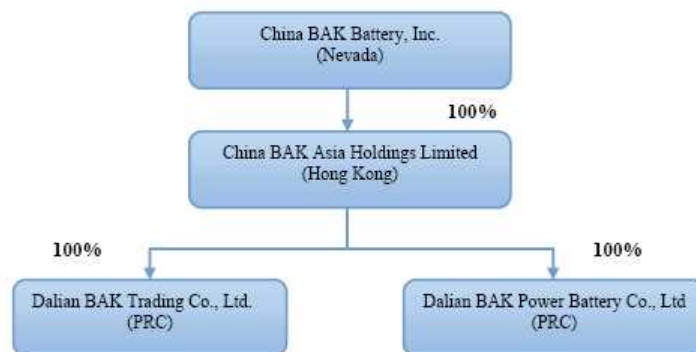 China BAK Battery, Inc.
(Nevada)
100%
China BAK Asia Holdings Limited
(Hong Kong)
100%
100%
Dalian BAK Trading Co., Ltd.
(PRC)
Dalian BAK Power Battery Co., Ltd
(PRC)